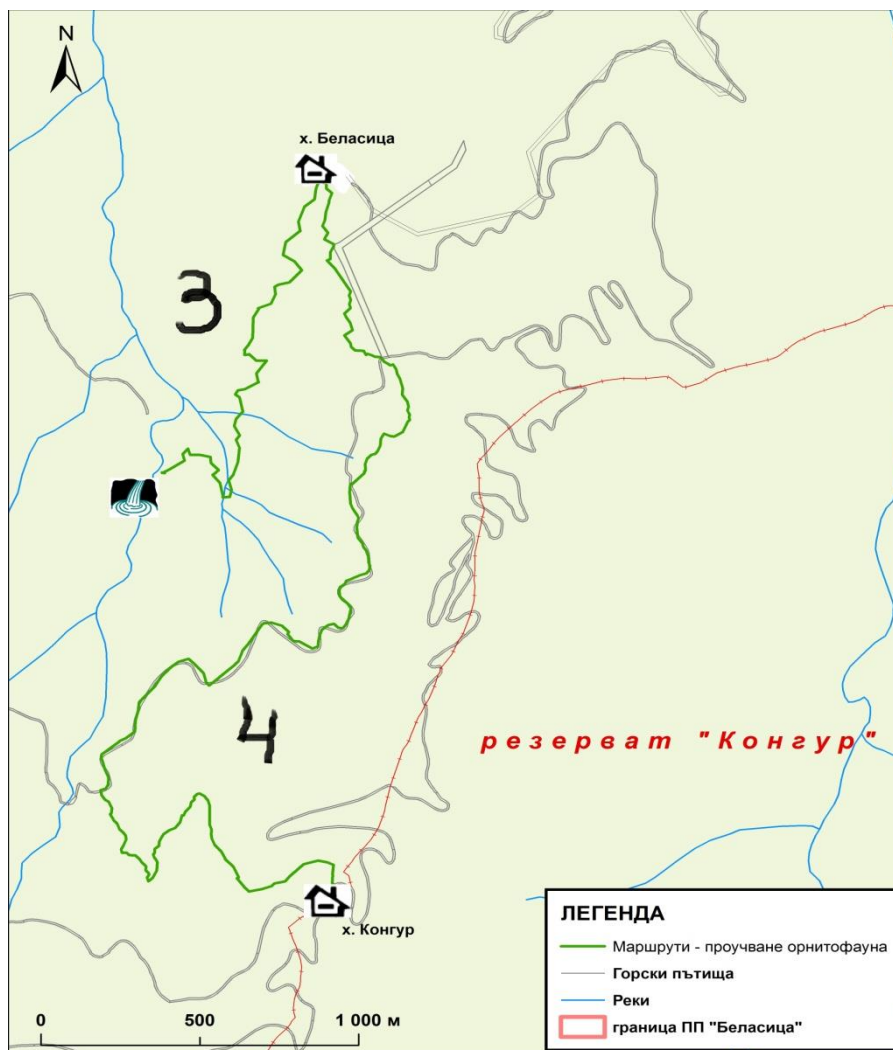 N
х. Беласица
3
4
резерват "Конгур"
х. Конгур
ЛЕГЕНДА
Маршрути - проучване орнитофауна
Горски пътища
Реки
граница ПП "Беласица"
0 500 1 000 м